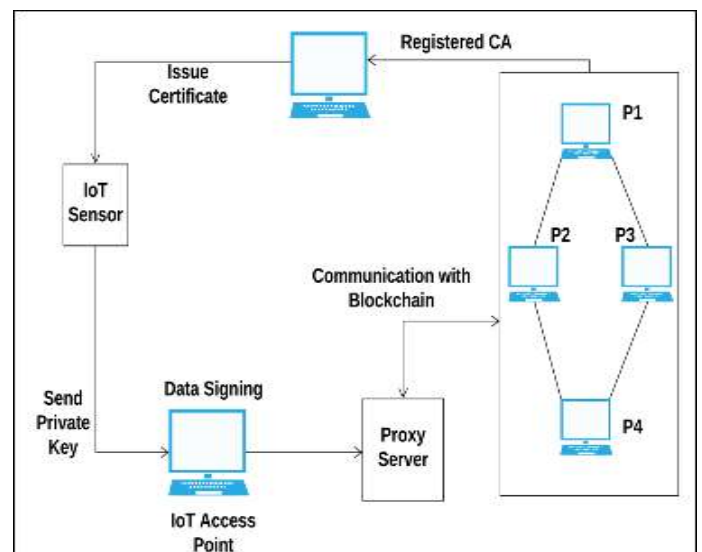 Registered CA
Issue
Certificate
P1
IoT
Sensor
P2
P3
Communication with
Blockchain
Data Signing
Send
Private
Key
Proxy
Server
P4
IoT Access
Point